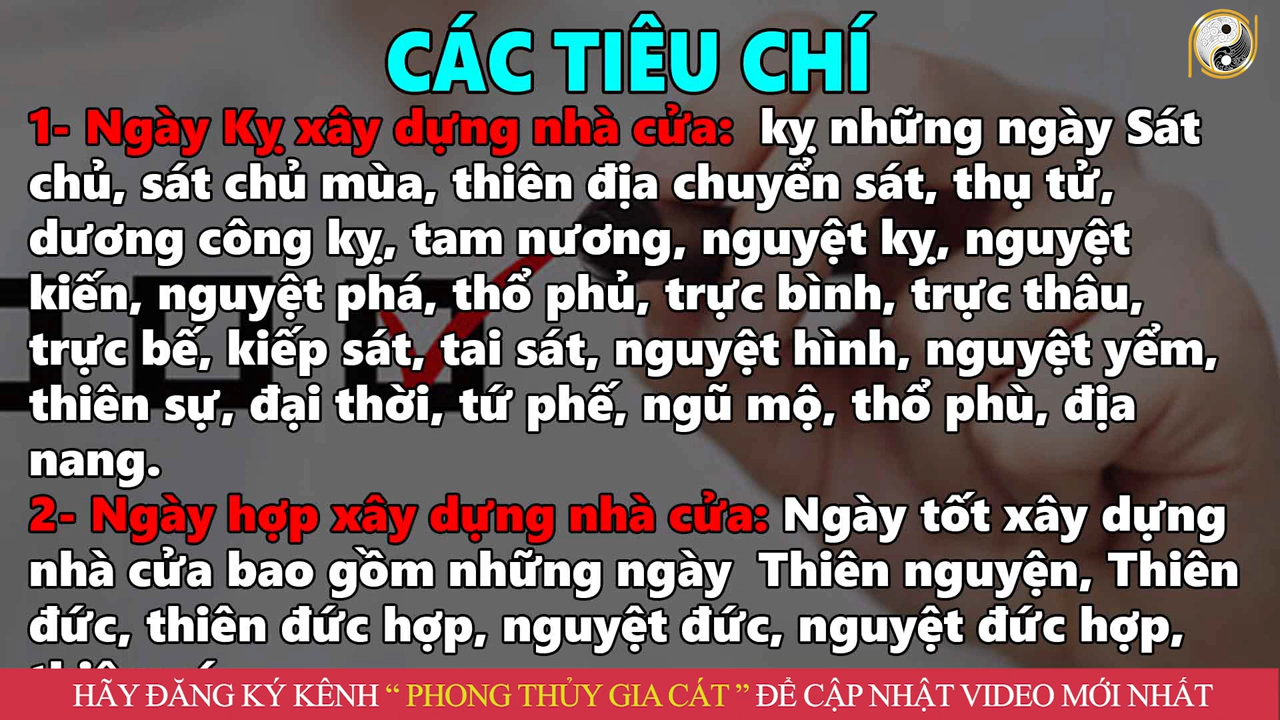 CÁC TIÊU CHÍ
1- Ngày Kỵ xây dựng nhà cửa: kỵ những ngày Sát
chủ, sát chủ mùa, thiên địa chuyển sát, thụ tử,
dương công kỵ, tam nương, nguyệt kỵ, nguyệt
kiến, nguyệt phá, thổ phủ, trực bình, trực thâu,
trực bế, kiếp sát, tai sát, nguyệt hình, nguyệt yểm,
thiên sự, đại thời, tứ phế, ngũ mộ, thổ phù, địa
nang.
2- Ngày hợp xây dựng nhà cửa: Ngày tốt xây dựng
nhà cửa bao gồm những ngày Thiên nguyện, Thiên
đức, thiên đức hợp, nguyệt đức, nguyệt đức hợp,
HÃY ĐĂNG KÝ KÊNH “ PHONG THỦY GIA CÁT ” ĐỂ CẬP NHẬT VIDEO MỚI NHẤT